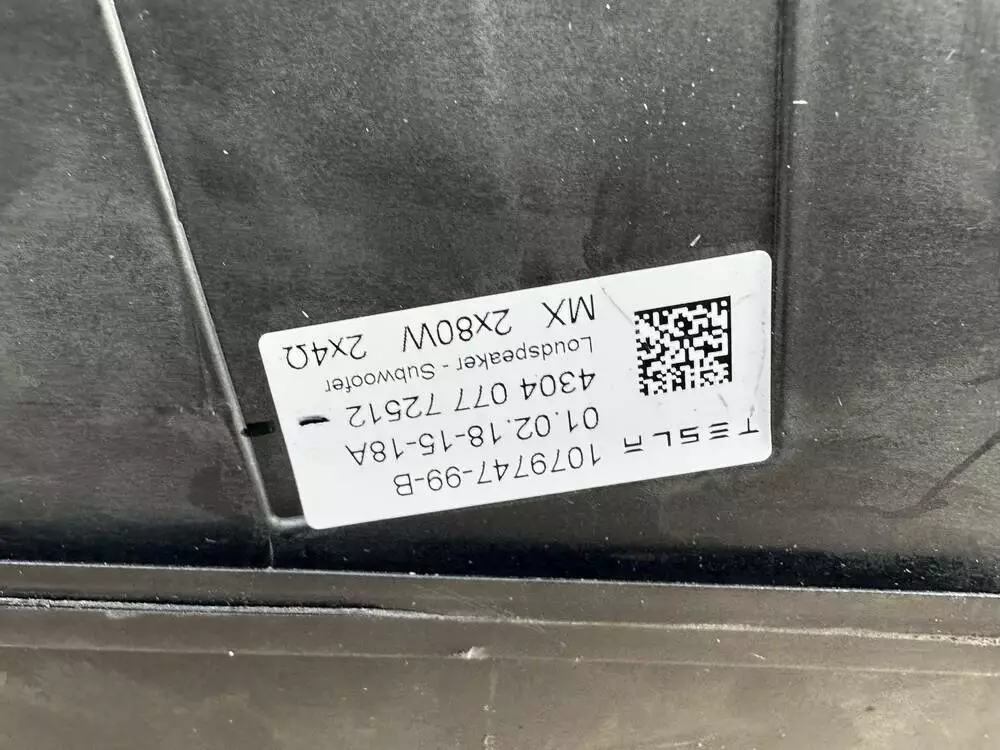 1079747-99-B
TESLA
01.02.18-15-18A
4304 077 72512
Loudspeaker - Subwoofer
MX 2x80W 2x4Ω